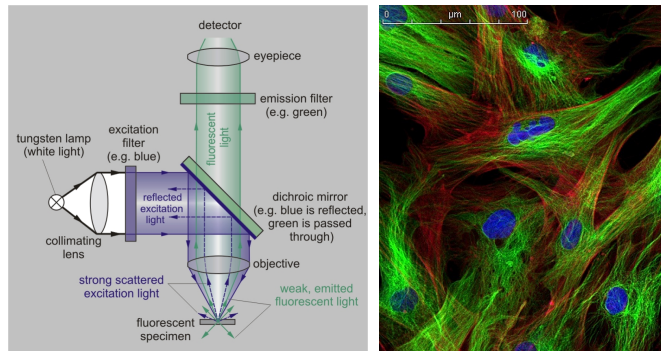 detector
eyepiece
emission filter
(e.g. green)
fluorescent
light
excitation
filter
(e.g. blue)
tungsten lamp
(white light)
reflected
excitation
light
dichroic mirror
(e.g. blue is reflected,
green is passed
through)
collimating
lens
objective
strong scattered
excitation light
weak, emitted
fluorescent light
fluorescent
specimen
0 µm 100